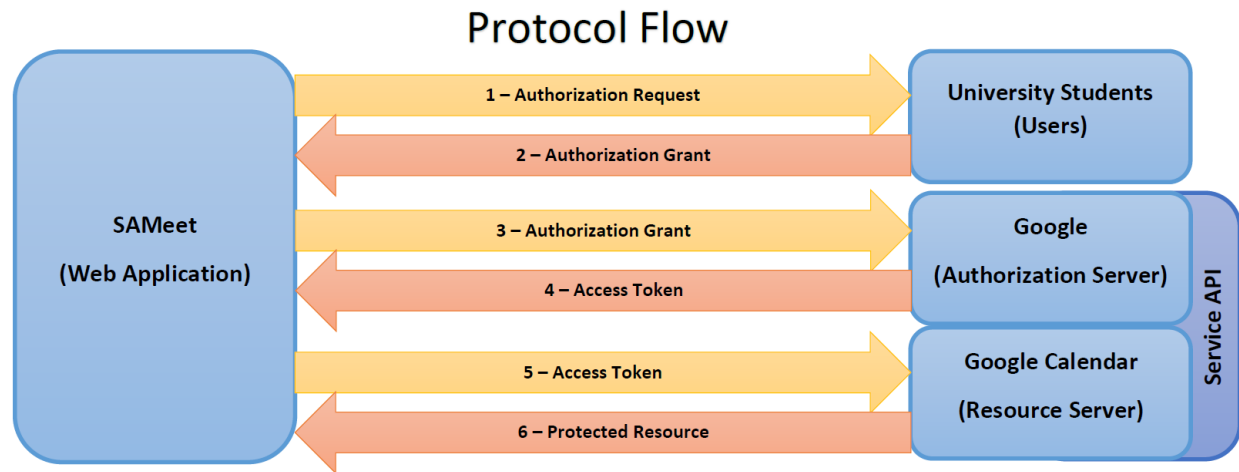 Protocol Flow
SAMeet
(Web Application)
1 – Authorization Request
2 – Authorization Grant
3 – Authorization Grant
4 – Access Token
5 – Access Token
6 – Protected Resource
University Students
(Users)
Google
(Authorization Server)
Google Calendar
(Resource Server)
Service API